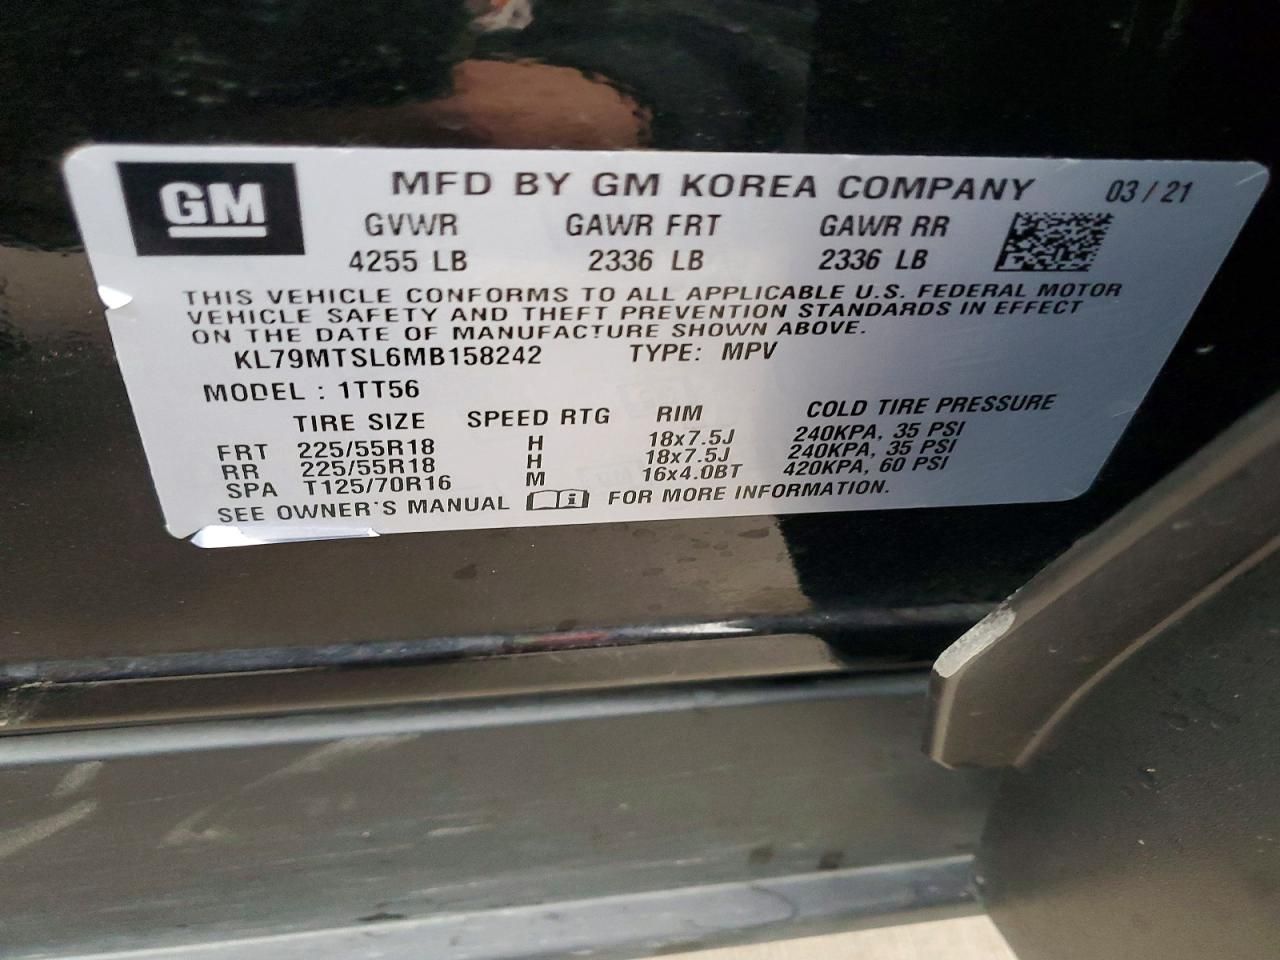 GM
MFD BY GM KOREA COMPANY 03 / 21
GVWR GAWR FRT GAWR RR
4255 LB 2336 LB 2336 LB
THIS VEHICLE CONFORMS TO ALL APPLICABLE U.S. FEDERAL MOTOR
VEHICLE SAFETY AND THEFT PREVENTION STANDARDS IN EFFECT
ON THE DATE OF MANUFACTURE SHOWN ABOVE.
KL79MTSL6MB158242 TYPE: MPV
MODEL : 1TT56
TIRE SIZE SPEED RTG RIM COLD TIRE PRESSURE
FRT 225/55R18 H 18x7.5J 240KPA, 35 PSI
RR 225/55R18 H 18x7.5J 240KPA, 35 PSI
SPA T125/70R16 M 16x4.0BT 420KPA, 60 PSI
SEE OWNER'S MANUAL i FOR MORE INFORMATION.